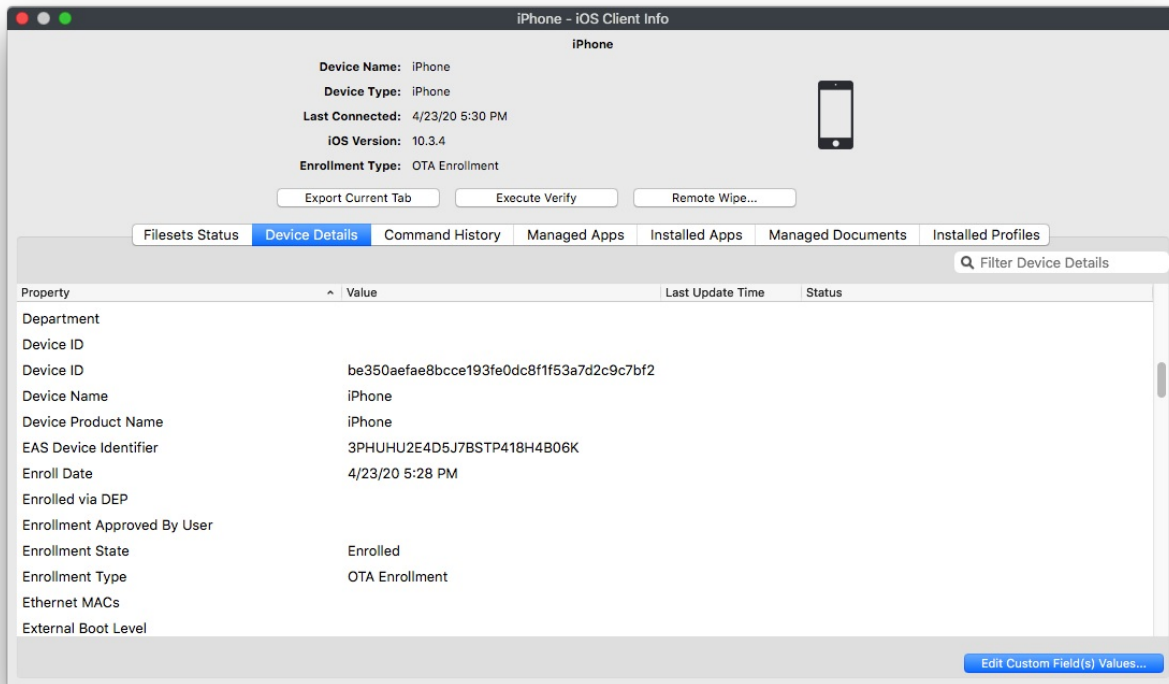 iPhone - iOS Client Info
iPhone
Device Name: iPhone
Device Type: iPhone
Last Connected: 4/23/20 5:30 PM
iOS Version: 10.3.4
Enrollment Type: OTA Enrollment
Export Current Tab Execute Verify Remote Wipe...
Filesets Status Device Details Command History Managed Apps Installed Apps Managed Documents Installed Profiles
Filter Device Details
Property Value Last Update Time Status
Department
Device ID
Device ID be350aefae8bcce193fe0dc8f1f53a7d2c9c7bf2
Device Name iPhone
Device Product Name iPhone
EAS Device Identifier 3PHUHU2E4D5J7BSTP418H4B06K
Enroll Date 4/23/20 5:28 PM
Enrolled via DEP
Enrollment Approved By User
Enrollment State Enrolled
Enrollment Type OTA Enrollment
Ethernet MACs
External Boot Level
Edit Custom Field(s) Values...